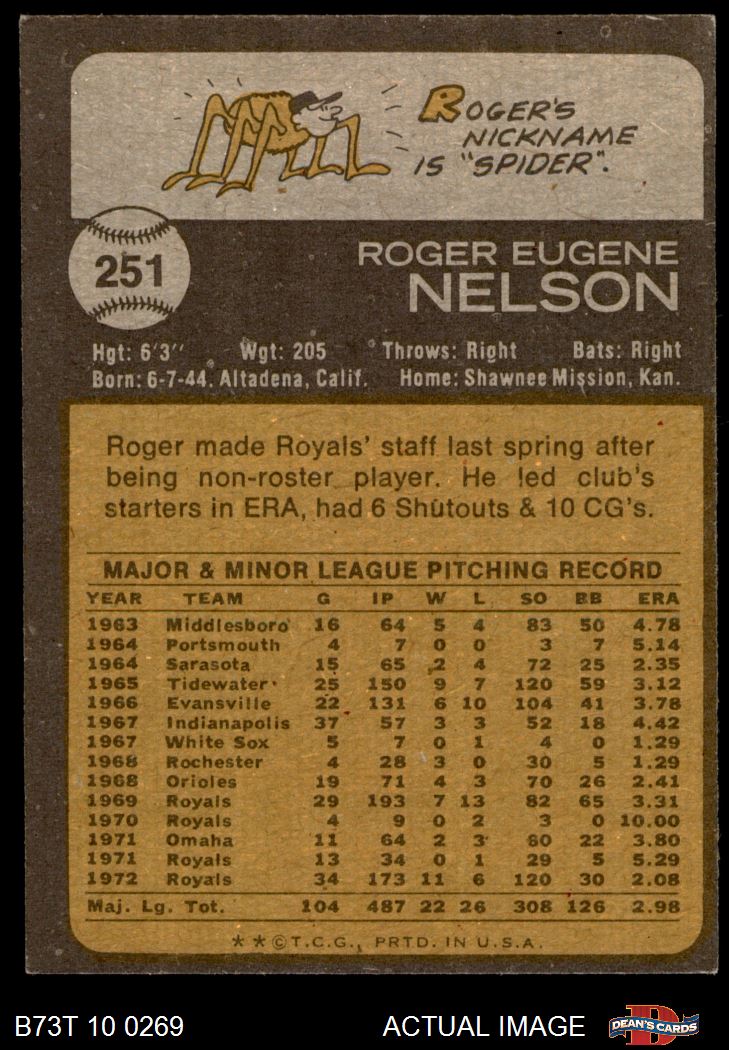 ROGER'S
NICKNAME
IS "SPIDER".
251
ROGER EUGENE
NELSON
Hgt: 6'3" Wgt: 205 Throws: Right Bats: Right
Born: 6-7-44. Altadena, Calif. Home: Shawnee Mission, Kan.
Roger made Royals' staff last spring after
being non-roster player. He led club's
starters in ERA, had 6 Shutouts & 10 CG's.
MAJOR & MINOR LEAGUE PITCHING RECORD
YEAR TEAM G IP W L SO BB ERA
1963 Middlesboro 16 64 5 4 83 50 4.78
1964 Portsmouth 4 7 0 0 3 7 5.14
1964 Sarasota 15 65 2 4 72 25 2.35
1965 Tidewater 25 150 9 7 120 59 3.12
1966 Evansville 22 131 6 10 104 41 3.78
1967 Indianapolis 37 57 3 3 52 18 4.42
1967 White Sox 5 7 0 1 4 0 1.29
1968 Rochester 4 28 3 0 30 5 1.29
1968 Orioles 19 71 4 3 70 26 2.41
1969 Royals 29 193 7 13 82 65 3.31
1970 Royals 4 9 0 2 3 0 10.00
1971 Omaha 11 64 2 3 60 22 3.80
1971 Royals 13 34 0 1 29 5 5.29
1972 Royals 34 173 11 6 120 30 2.08
Maj. Lg. Tot. 104 487 22 26 308 126 2.98
* * © T.C.G., PRTD. IN U.S.A.
B73T 10 0269 ACTUAL IMAGE D DEAN'S CARDS